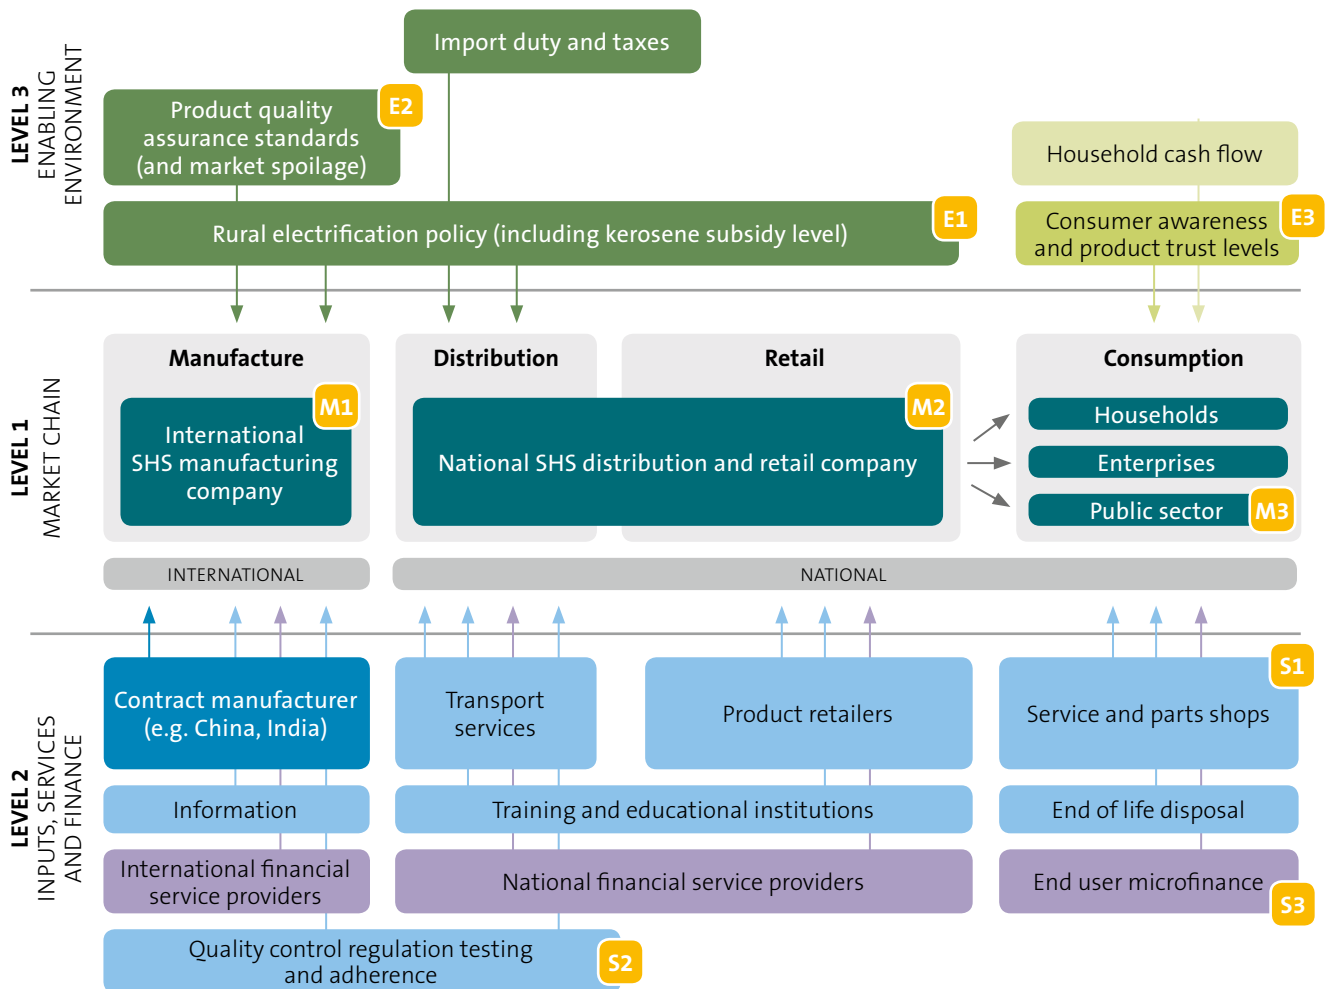 LEVEL 3
ENABLING
ENVIRONMENT
Import duty and taxes
Product quality
assurance standards
(and market spoilage)
E2
Household cash flow
Rural electrification policy (including kerosene subsidy level)
E1
Consumer awareness
and product trust levels
E3
LEVEL 1
MARKET CHAIN
Manufacture
Distribution
Retail
Consumption
M1
International
SHS manufacturing
company
M2
National SHS distribution and retail company
Households
Enterprises
Public sector
M3
INTERNATIONAL
NATIONAL
LEVEL 2
INPUTS, SERVICES
AND FINANCE
Contract manufacturer
(e.g. China, India)
Transport
services
Product retailers
Service and parts shops
S1
Information
Training and educational institutions
End of life disposal
International financial
service providers
National financial service providers
End user microfinance
S3
Quality control regulation testing
and adherence
S2